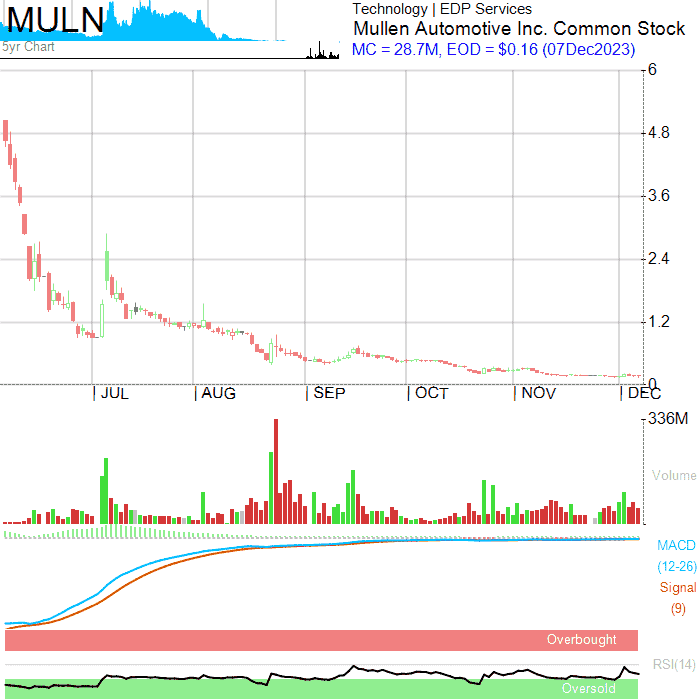 MULN
5yr Chart
Technology | EDP Services
Mullen Automotive Inc. Common Stock
MC = 28.7M, EOD = $0.16 (07Dec2023)
6
4.8
3.6
2.4
1.2
0
JUL
AUG
SEP
OCT
NOV
DEC
336M
Volume
MACD
(12-26)
Signal
(9)
Overbought
RSI(14)
Oversold